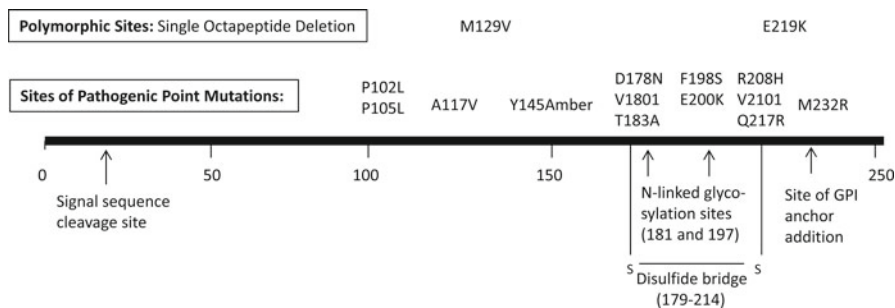 Polymorphic Sites: Single Octapeptide Deletion
M129V
E219K
Sites of Pathogenic Point Mutations:
P102L
P105L
A117V
Y145Amber
D178N
V1801
T183A
F198S
E200K
R208H
V2101
Q217R
M232R
0
50
100
150
200
250
Signal sequence
cleavage site
N-linked glyco-
sylation sites
(181 and 197)
Site of GPI
anchor
addition
S
S
Disulfide bridge
(179-214)